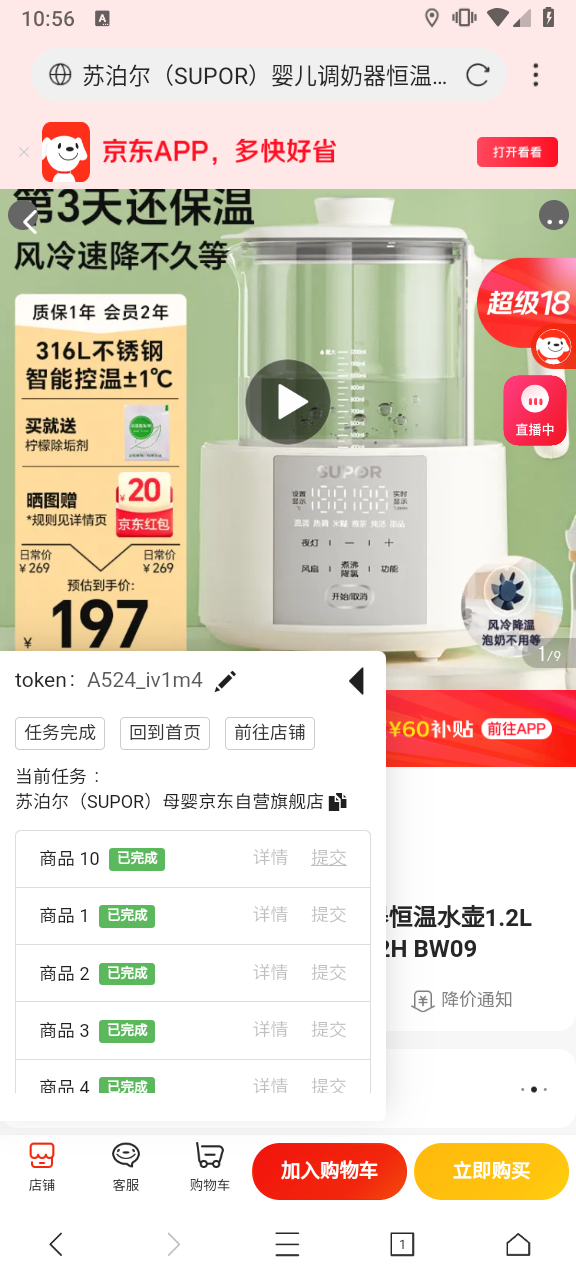 10:56
A
苏泊尔（SUPOR）婴儿调奶器恒温...
京东APP，多快好省
打开看看
第3天还保温
风冷速降不久等
质保1年 会员2年
316L不锈钢
智能控温±1℃
买就送
柠檬除垢剂
晒图赠
*规则见详情页
¥20
京东红包
日常价
¥269
日常价
¥269
预估到手价:
¥197
超级18
直播中
SUPOR
设置
显示
实时
显示
夜灯
功能
风扇
煮沸
除氯
开始/取消
风冷降温
泡奶不用等
1/9
token： A524_iv1m4
任务完成
回到首页
前往店铺
¥60补贴
前往APP
当前任务：
苏泊尔（SUPOR）母婴京东自营旗舰店
商品 10 已完成 详情 提交
商品 1 已完成 详情 提交
商品 2 已完成 详情 提交
商品 3 已完成 详情 提交
商品 4 已完成 详情 提交
恒温水壶1.2L
2H BW09
降价通知
店铺
客服
购物车
加入购物车
立即购买
1